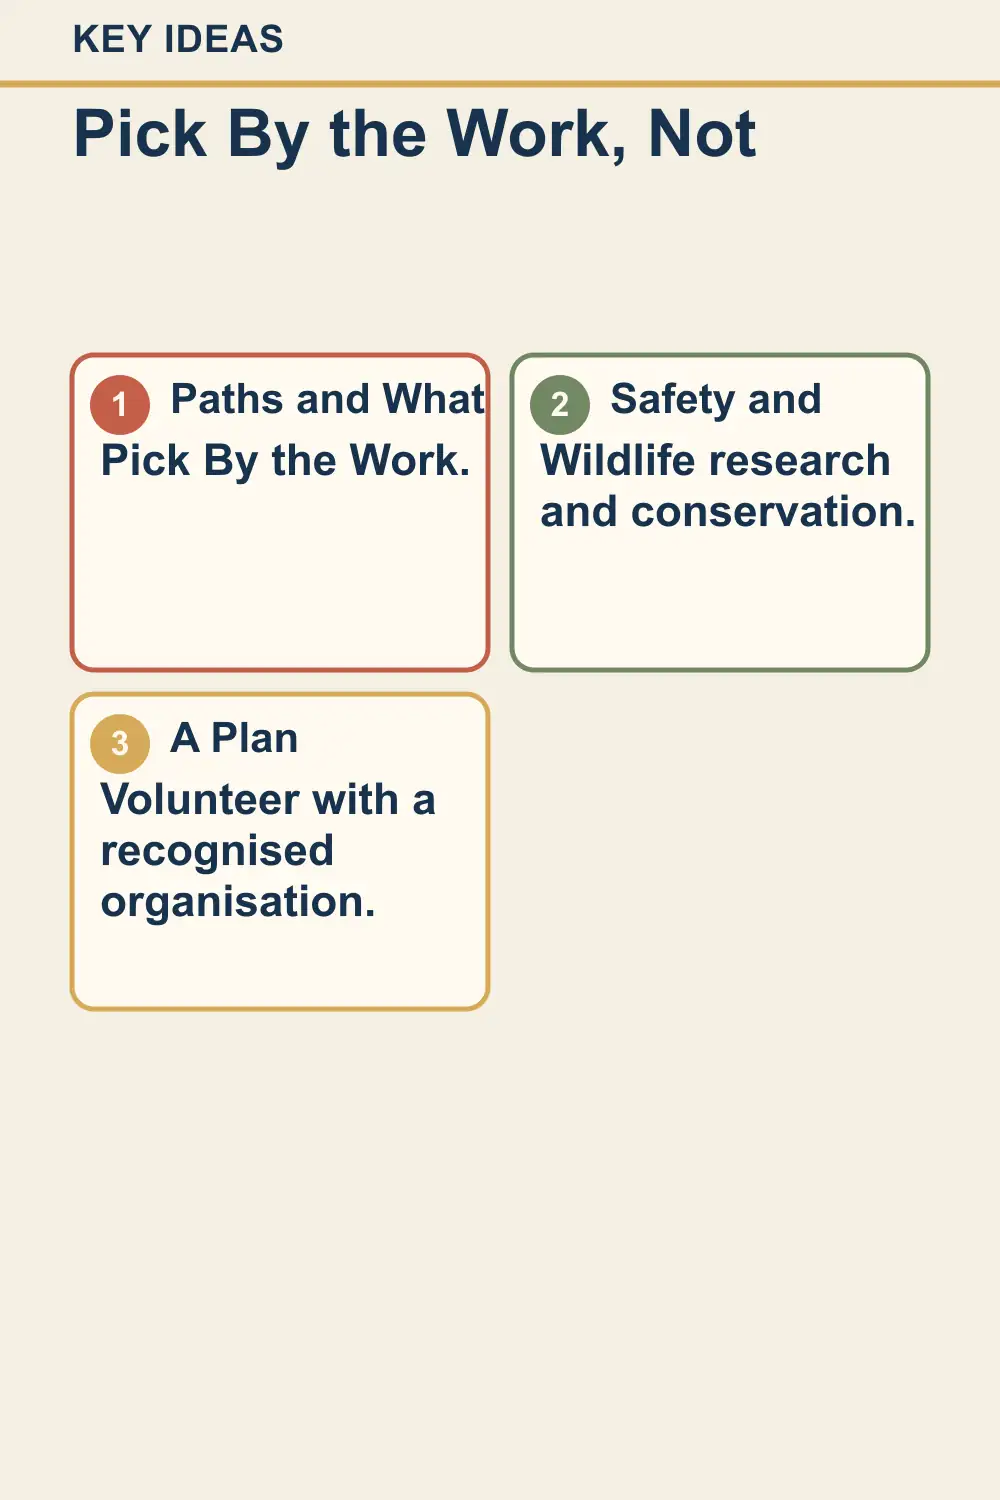 KEY IDEAS
Pick By the Work, Not
1 Paths and What
Pick By the Work.
2 Safety and
Wildlife research
and conservation.
3 A Plan
Volunteer with a
recognised
organisation.